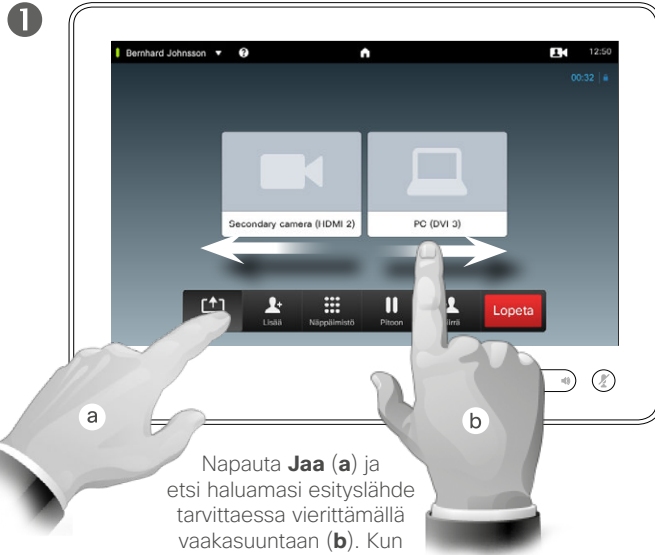 1
Bernhard Johnsson ▼ ? 12:50
00:32
Secondary camera (HDMI 2) PC (DVI 3)
Lisää Näppäimistö Pitoon Lopeta
a
b
Napauta Jaa (a) ja
etsi haluamasi esityslähde
tarvittaessa vierittämällä
vaakasuuntaan (b). Kun